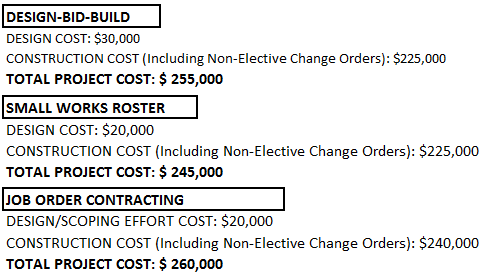 DESIGN-BID-BUILD
DESIGN COST: $30,000
CONSTRUCTION COST (Including Non-Elective Change Orders): $225,000
TOTAL PROJECT COST: $ 255,000
SMALL WORKS ROSTER
DESIGN COST: $20,000
CONSTRUCTION COST (Including Non-Elective Change Orders): $225,000
TOTAL PROJECT COST: $ 245,000
JOB ORDER CONTRACTING
DESIGN/SCOPING EFFORT COST: $20,000
CONSTRUCTION COST (Including Non-Elective Change Orders): $240,000
TOTAL PROJECT COST: $ 260,000